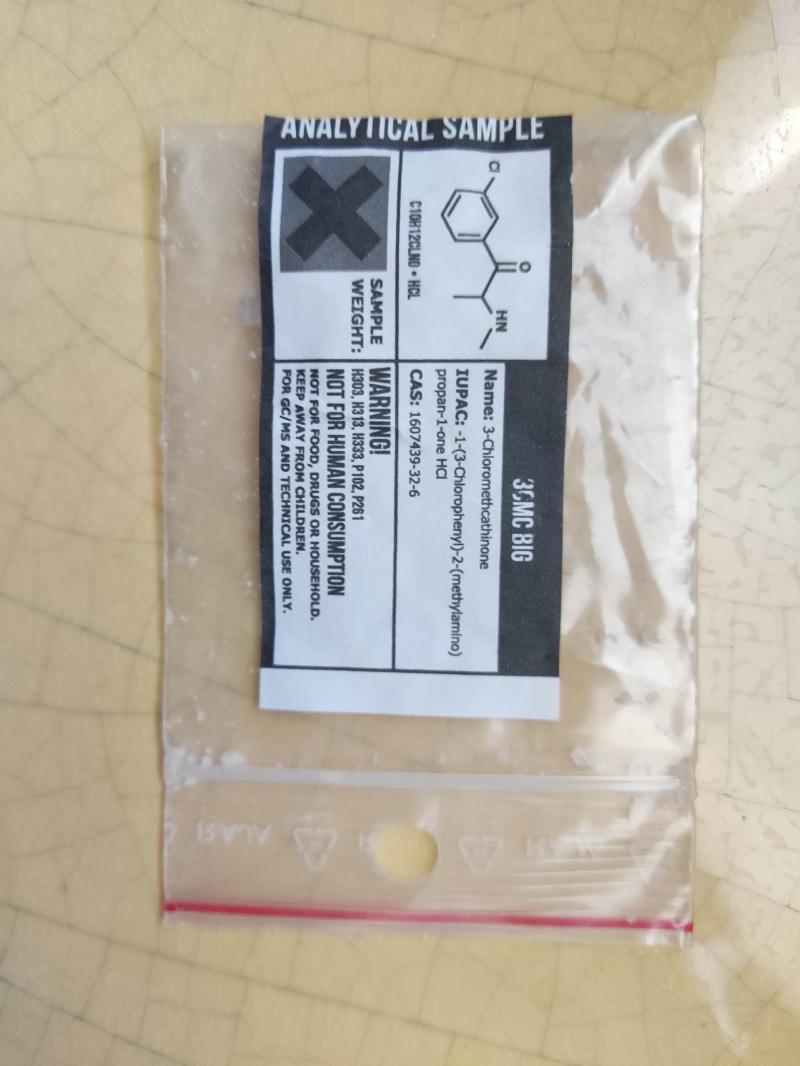 ANALYTICAL SAMPLE
3CMC BIG
Cl
O
HN
C10H12CLNO • HCL
Name: 3-Chloromethcathinone
IUPAC: -1-(3-Chlorophenyl)-2-(methylamino)
propan-1-one HCl
CAS: 1607439-32-6
SAMPLE
WEIGHT:
WARNING!
H303, H313, H333, P102, P261
NOT FOR HUMAN CONSUMPTION
NOT FOR FOOD, DRUGS OR HOUSEHOLD.
KEEP AWAY FROM CHILDREN.
FOR GC/MS AND TECHNICAL USE ONLY.